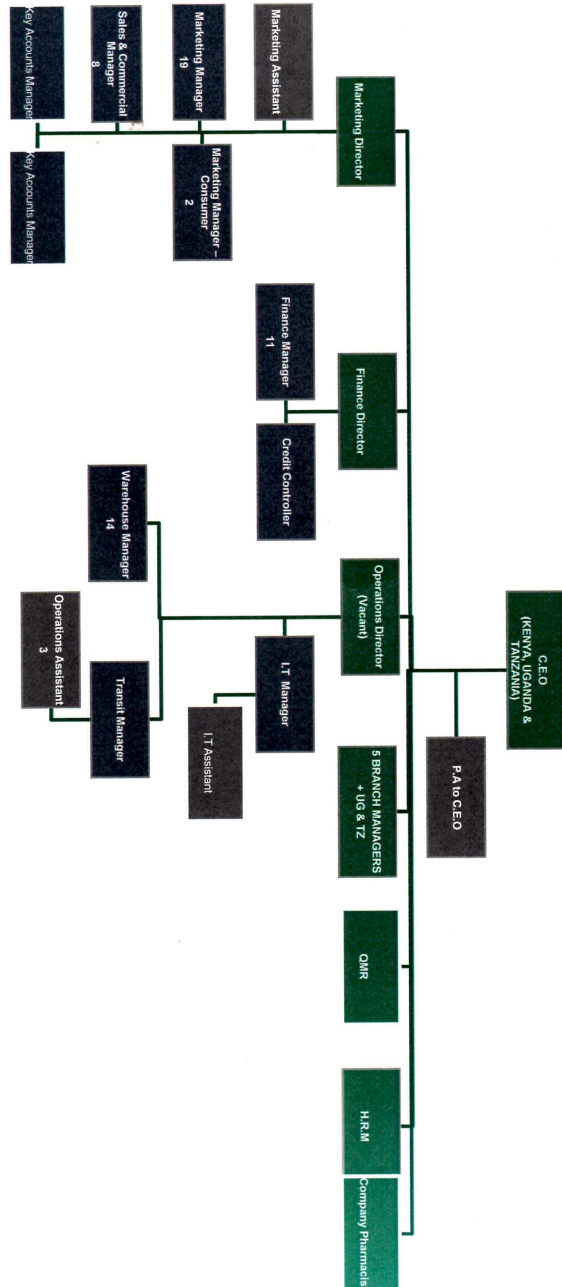 C.E.O
(KENYA, UGANDA &
TANZANIA)
P.A to C.E.O
Marketing Director
Finance Director
Operations Director
(Vacant)
5 BRANCH MANAGERS
+ UG & TZ
QMR
H.R.M
Company Pharmacis
Marketing Assistant
Marketing Manager
19
Marketing Manager –
Consumer
2
Sales & Commercial
Manager
8
Key Accounts Manager
Key Accounts Manager
Finance Manager
11
Credit Controller
I.T Manager
I.T Assistant
Warehouse Manager
14
Transit Manager
Operations Assistant
3